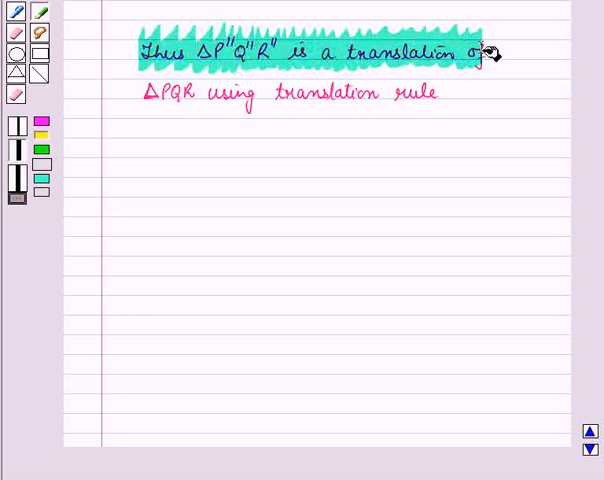 Thus ΔP"Q"R" is a translation of
ΔPQR using translation rule